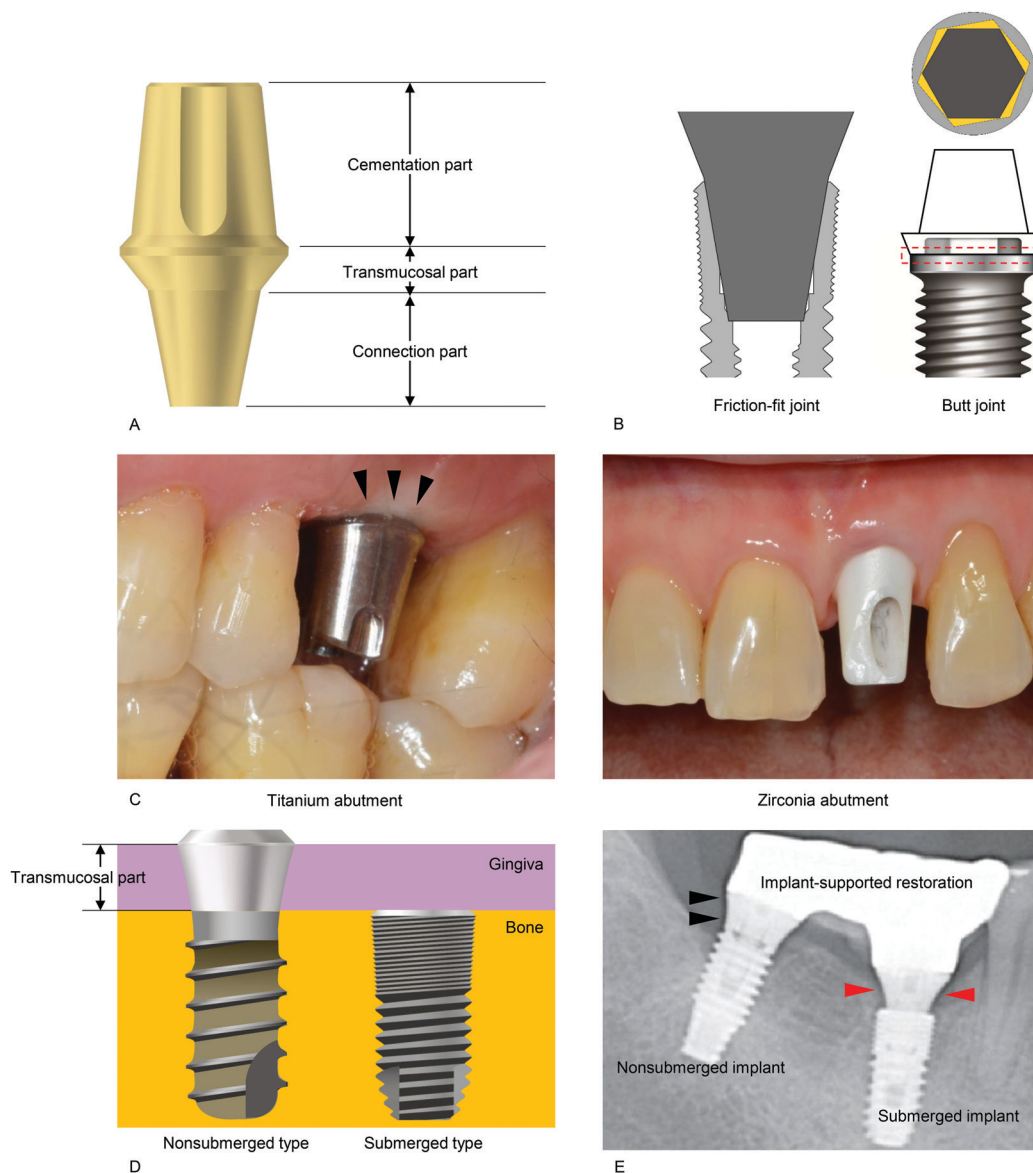 Cementation part
Transmucosal part
Connection part
A
Friction-fit joint
Butt joint
B
C
Titanium abutment
Zirconia abutment
Transmucosal part
Gingiva
Bone
Nonsubmerged type
Submerged type
D
Implant-supported restoration
Nonsubmerged implant
Submerged implant
E